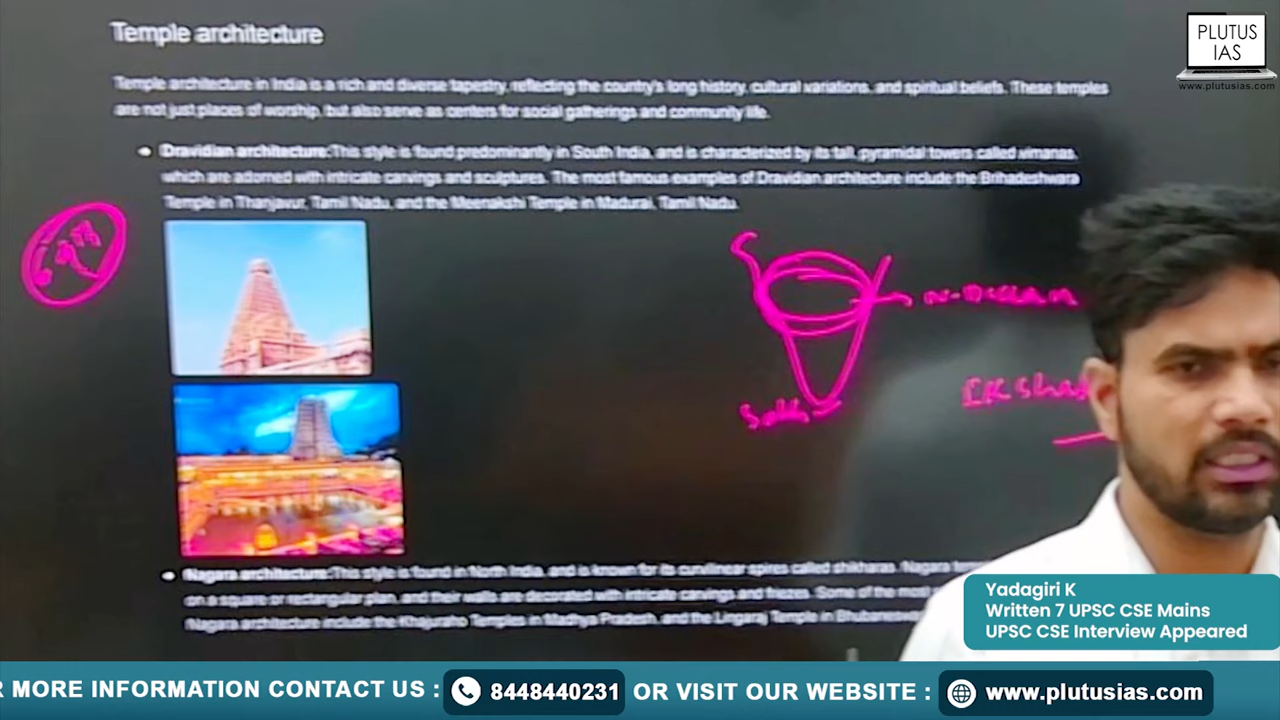 PLUTUS
IAS
www.plutusias.com
Temple architecture
Temple architecture in India is a rich and diverse tapestry, reflecting the country's long history, cultural variations, and spiritual beliefs. These temples
are not just places of worship, but also serve as centers for social gatherings and community life.
Dravidian architecture:This style is found predominantly in South India, and is characterized by its tall, pyramidal towers called vimanas,
which are adorned with intricate carvings and sculptures. The most famous examples of Dravidian architecture include the Brihadeshwara
Temple in Thanjavur, Tamil Nadu, and the Meenakshi Temple in Madurai, Tamil Nadu.
Nagara architecture:This style is found in North India, and is known for its curvilinear spires called shikharas. Nagara
on a square or rectangular plan, and their walls are decorated with intricate carvings and friezes. Some of the most
Nagara architecture include the Khajuraho Temples in Madhya Pradesh, and the Lingaraj Temple in
Yadagiri K
Written 7 UPSC CSE Mains
UPSC CSE Interview Appeared
R MORE INFORMATION CONTACT US : 8448440231 OR VISIT OUR WEBSITE : www.plutusias.com